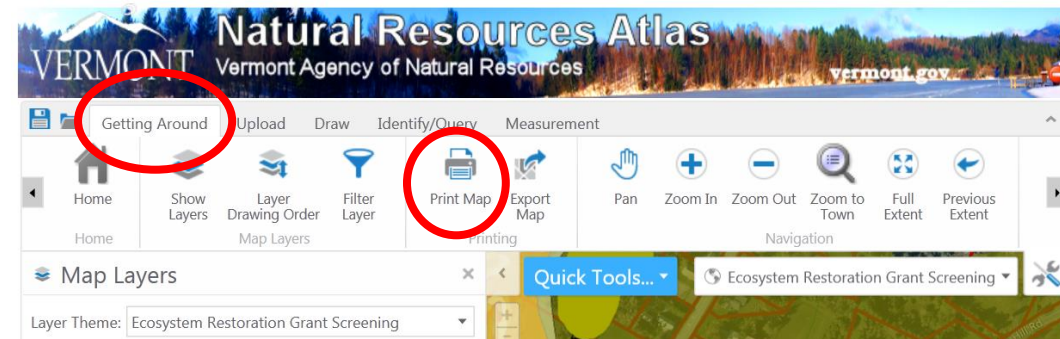 Natural Resources Atlas
VERMONT Vermont Agency of Natural Resources
vermont.gov
Getting Around Upload Draw Identify/Query Measurement
Home Show Layers Layer Drawing Order Filter Layer Print Map Export Map Pan Zoom In Zoom Out Zoom to Town Full Extent Previous Extent
Home Map Layers Printing Navigation
Map Layers Quick Tools... Ecosystem Restoration Grant Screening
Layer Theme: Ecosystem Restoration Grant Screening